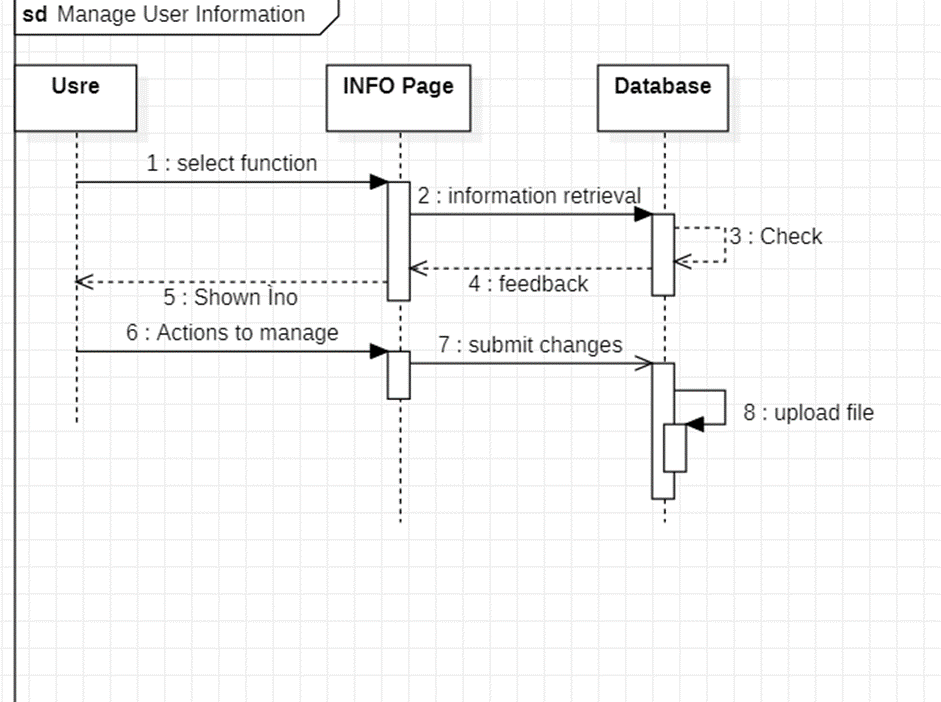 sd Manage User Information
Usre
INFO Page
Database
1 : select function
2 : information retrieval
3 : Check
4 : feedback
5 : Shown Ìno
6 : Actions to manage
7 : submit changes
8 : upload file